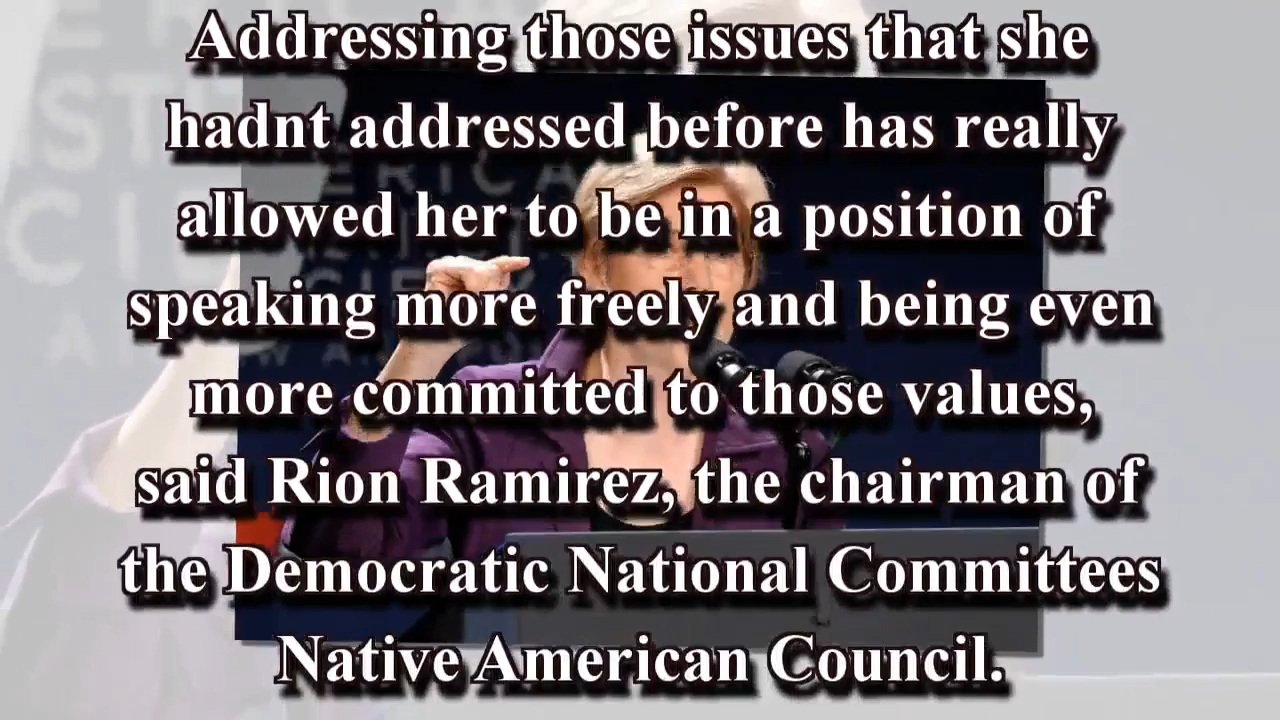 Addressing those issues that she
hadnt addressed before has really
allowed her to be in a position of
speaking more freely and being even
more committed to those values,
said Rion Ramirez, the chairman of
the Democratic National Committees
Native American Council.